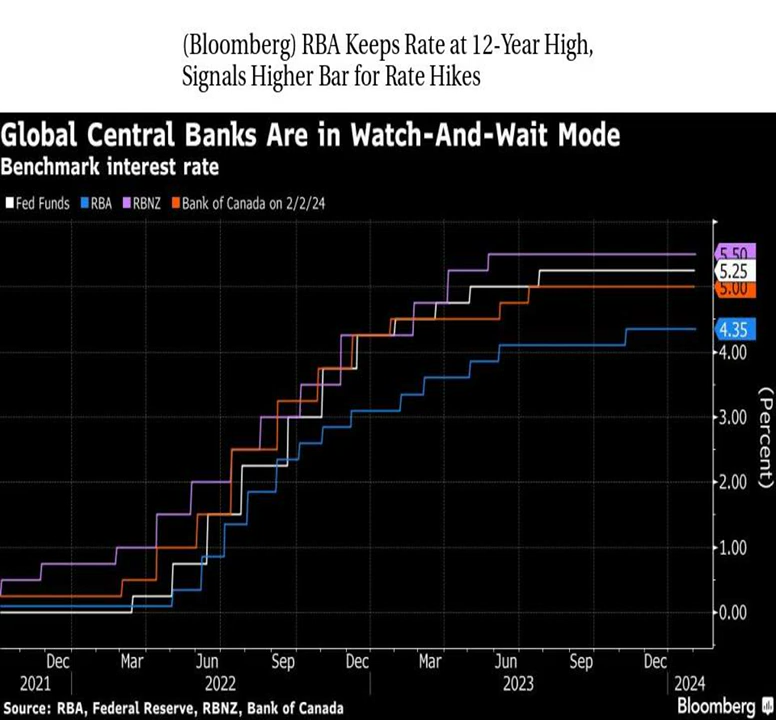 (Bloomberg) RBA Keeps Rate at 12-Year High,
Signals Higher Bar for Rate Hikes
Global Central Banks Are in Watch-And-Wait Mode
Benchmark interest rate
Fed Funds RBA RBNZ Bank of Canada on 2/2/24
5.50
5.25
5.00
4.35
4.00
3.00
2.00
1.00
0.00
(Percent)
Dec Mar Jun Sep Dec Mar Jun Sep Dec
2021 2022 2023 2024
Source: RBA, Federal Reserve, RBNZ, Bank of Canada
Bloomberg